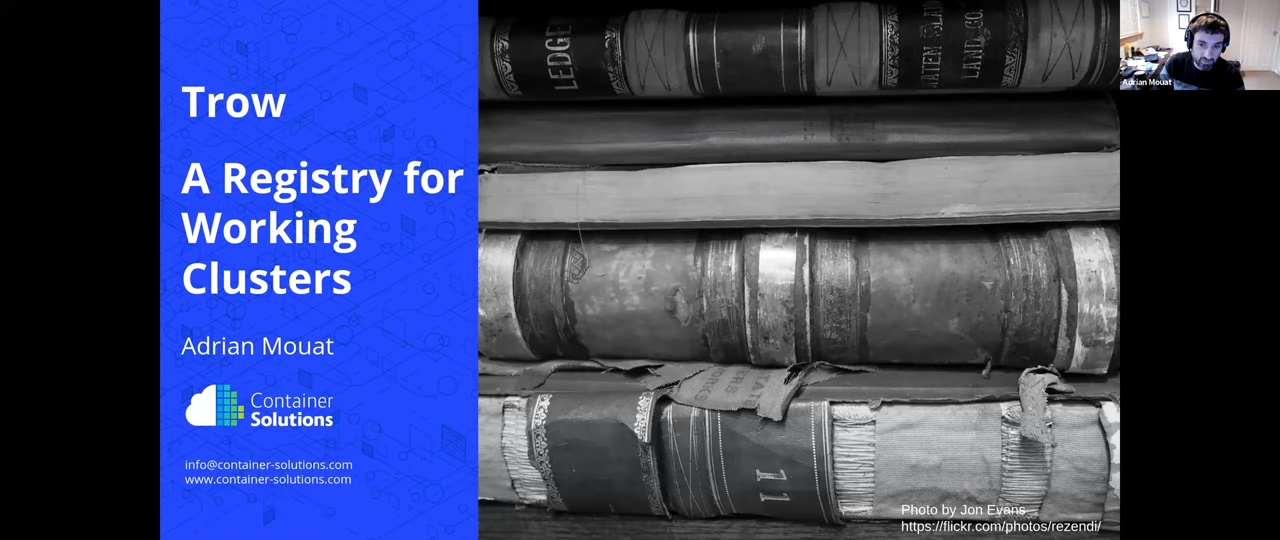 Trow
A Registry for
Working
Clusters
Adrian Mouat
Container
Solutions
info@container-solutions.com
www.container-solutions.com
LAND CO.
11
Photo by Jon Evans
https://flickr.com/photos/rezendi/
Adrian Mouat